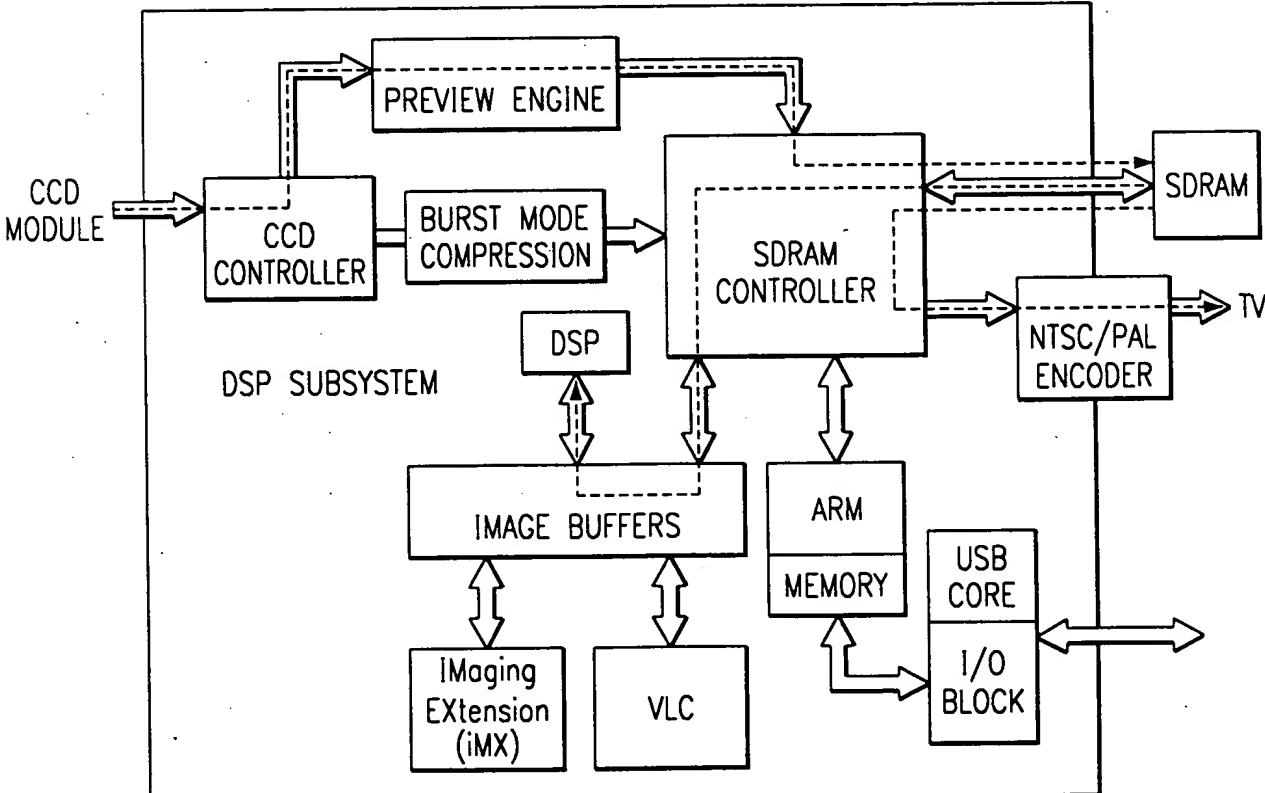 PREVIEW ENGINE
CCD
MODULE
CCD
CONTROLLER
BURST MODE
COMPRESSION
SDRAM
CONTROLLER
SDRAM
NTSC/PAL
ENCODER
TV
DSP
DSP SUBSYSTEM
IMAGE BUFFERS
ARM
MEMORY
USB
CORE
I/O
BLOCK
IMaging
EXtension
(iMX)
VLC